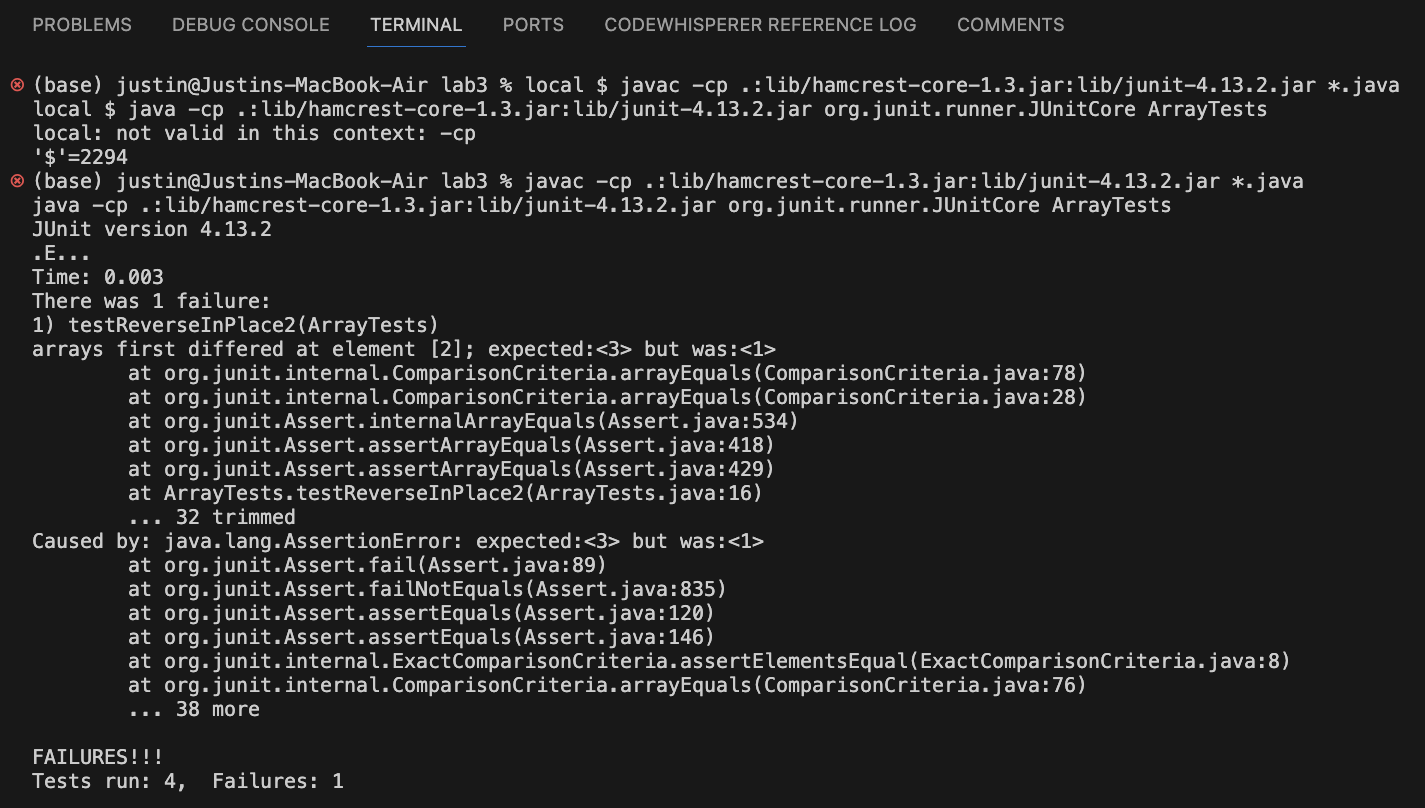 PROBLEMS DEBUG CONSOLE TERMINAL PORTS CODEWHISPERER REFERENCE LOG COMMENTS
(base) justin@Justins-MacBook-Air lab3 % local $ javac -cp .:lib/hamcrest-core-1.3.jar:lib/junit-4.13.2.jar *.java
local $ java -cp .:lib/hamcrest-core-1.3.jar:lib/junit-4.13.2.jar org.junit.runner.JUnitCore ArrayTests
local: not valid in this context: -cp
'$'=2294
(base) justin@Justins-MacBook-Air lab3 % javac -cp .:lib/hamcrest-core-1.3.jar:lib/junit-4.13.2.jar *.java
java -cp .:lib/hamcrest-core-1.3.jar:lib/junit-4.13.2.jar org.junit.runner.JUnitCore ArrayTests
JUnit version 4.13.2
.E...
Time: 0.003
There was 1 failure:
1) testReverseInPlace2(ArrayTests)
arrays first differed at element [2]; expected:<3> but was:<1>
        at org.junit.internal.ComparisonCriteria.arrayEquals(ComparisonCriteria.java:78)
        at org.junit.internal.ComparisonCriteria.arrayEquals(ComparisonCriteria.java:28)
        at org.junit.Assert.internalArrayEquals(Assert.java:534)
        at org.junit.Assert.assertArrayEquals(Assert.java:418)
        at org.junit.Assert.assertArrayEquals(Assert.java:429)
        at ArrayTests.testReverseInPlace2(ArrayTests.java:16)
        ... 32 trimmed
Caused by: java.lang.AssertionError: expected:<3> but was:<1>
        at org.junit.Assert.fail(Assert.java:89)
        at org.junit.Assert.failNotEquals(Assert.java:835)
        at org.junit.Assert.assertEquals(Assert.java:120)
        at org.junit.Assert.assertEquals(Assert.java:146)
        at org.junit.internal.ExactComparisonCriteria.assertElementsEqual(ExactComparisonCriteria.java:8)
        at org.junit.internal.ComparisonCriteria.arrayEquals(ComparisonCriteria.java:76)
        ... 38 more
FAILURES!!!
Tests run: 4,  Failures: 1